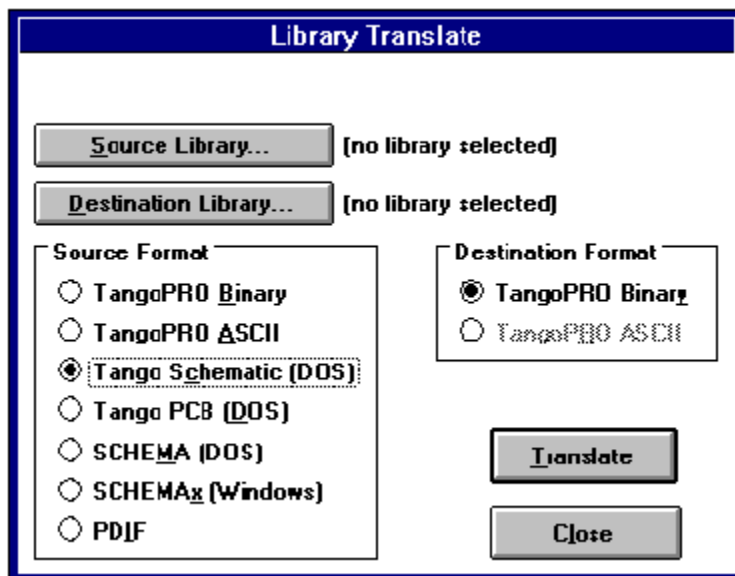 Library Translate
Source Library... (no library selected)
Destination Library... (no library selected)
Source Format
TangoPRO Binary
TangoPRO ASCII
Tango Schematic (DOS)
Tango PCB (DOS)
SCHEMA (DOS)
SCHEMAx (Windows)
PDIF
Destination Format
TangoPRO Binary
TangoPRO ASCII
Translate
Close